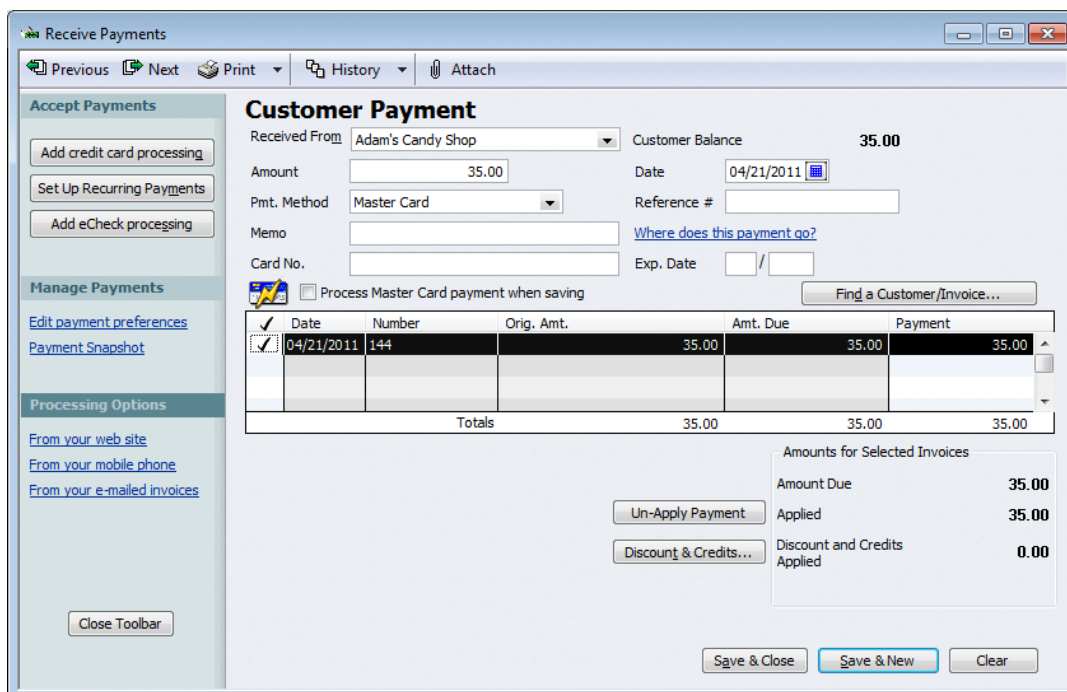 Receive Payments
Previous Next Print History Attach
Accept Payments
Add credit card processing
Set Up Recurring Payments
Add eCheck processing
Manage Payments
Edit payment preferences
Payment Snapshot
Processing Options
From your web site
From your mobile phone
From your e-mailed invoices
Close Toolbar
Customer Payment
Received From Adam's Candy Shop Customer Balance 35.00
Amount 35.00 Date 04/21/2011
Pmt. Method Master Card Reference #
Memo Where does this payment go?
Card No. Exp. Date /
Process Master Card payment when saving Find a Customer/Invoice...
✓ Date Number Orig. Amt. Amt. Due Payment
✓ 04/21/2011 144 35.00 35.00 35.00
Totals 35.00 35.00 35.00
Amounts for Selected Invoices
Amount Due 35.00
Un-Apply Payment Applied 35.00
Discount & Credits... Discount and Credits Applied 0.00
Save & Close Save & New Clear